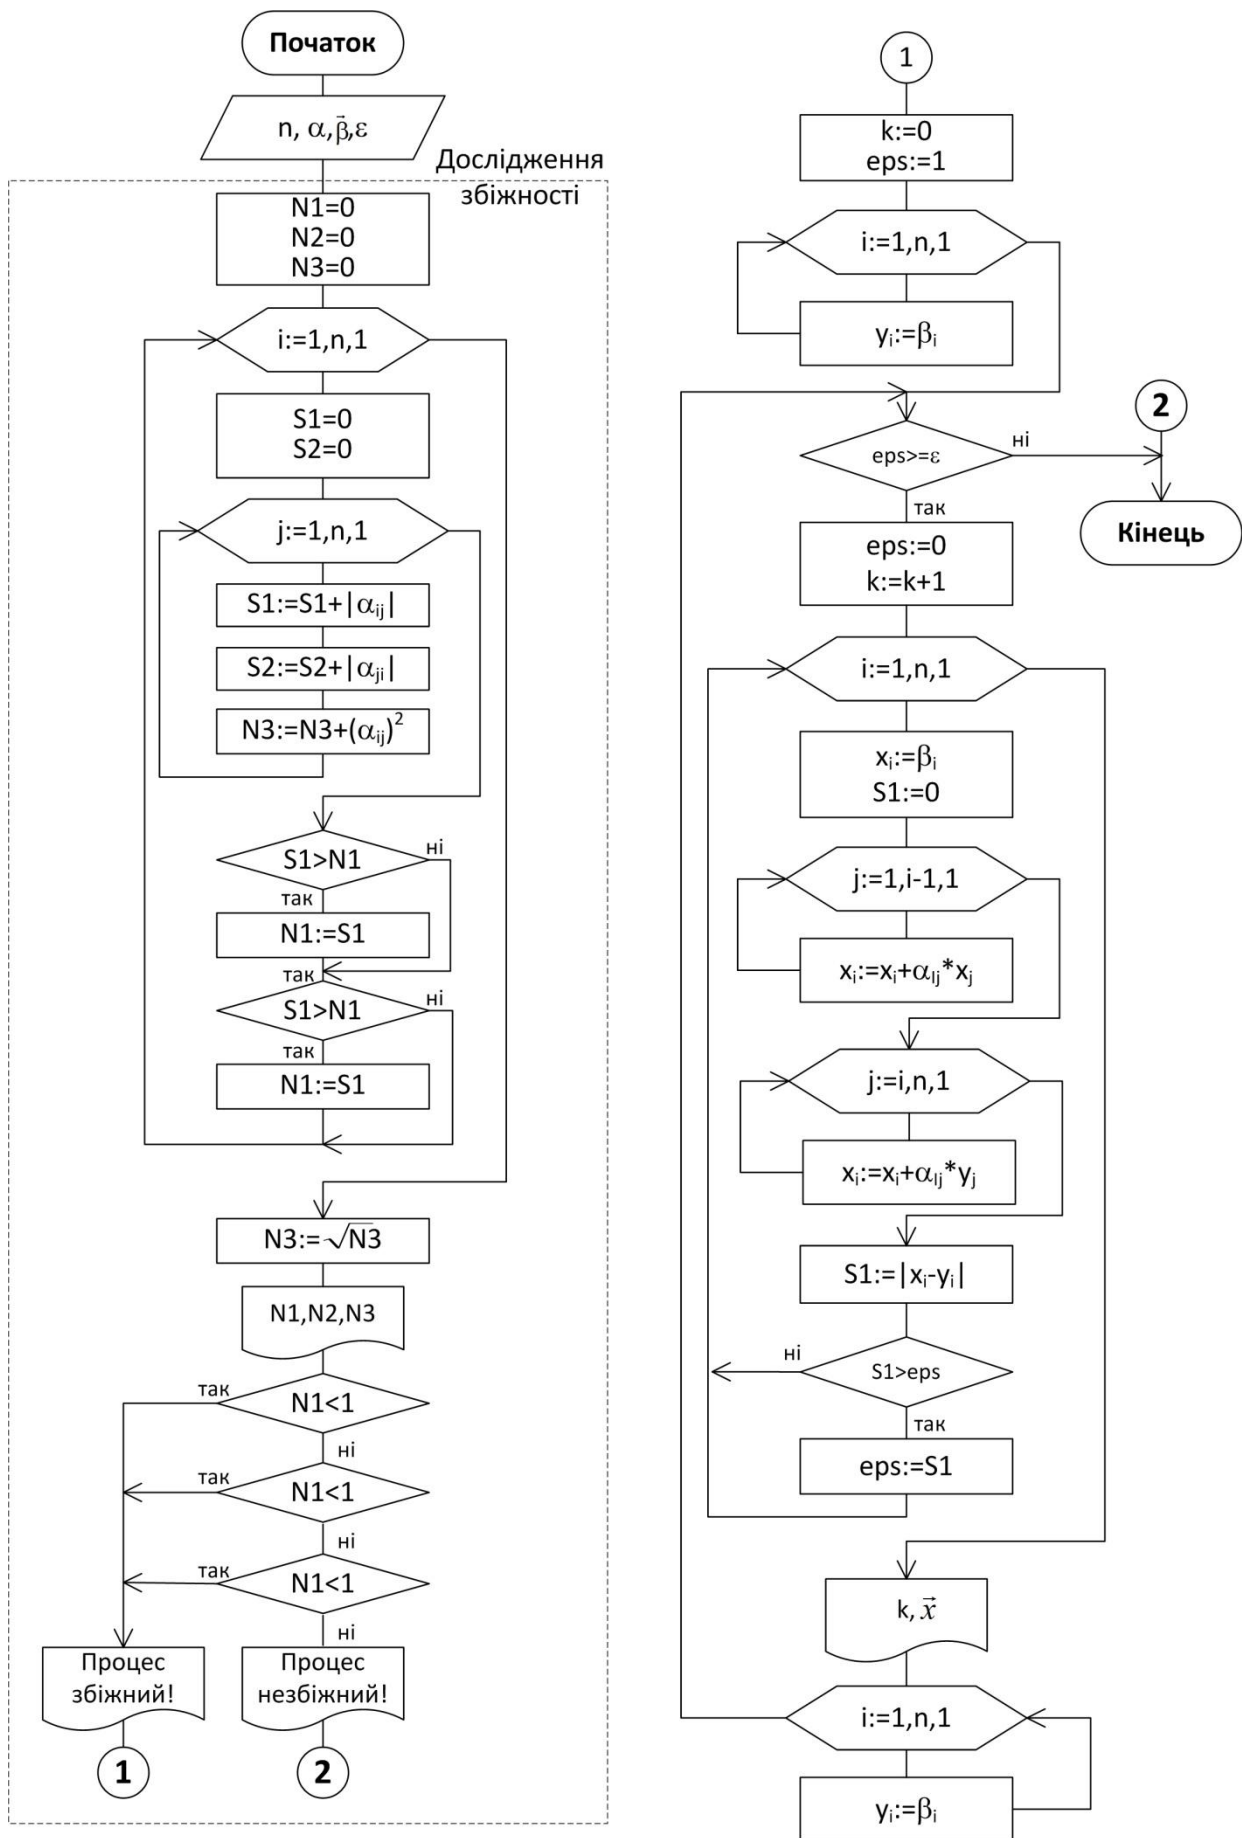 Початок
n, α,β⃗,ε
Дослідження
збіжності
N1=0
N2=0
N3=0
i:=1,n,1
S1=0
S2=0
j:=1,n,1
S1:=S1+|αij|
S2:=S2+|αji|
N3:=N3+(αij)²
S1>N1
ні
так
N1:=S1
так
S1>N1
ні
так
N1:=S1
N3:=√N3
N1,N2,N3
так
N1<1
ні
так
N1<1
ні
так
N1<1
ні
Процес
збіжний!
Процес
незбіжний!
1
2
1
k:=0
eps:=1
i:=1,n,1
yi:=βi
2
eps>=ε
ні
так
Кінець
eps:=0
k:=k+1
i:=1,n,1
xi:=βi
S1:=0
j:=1,i-1,1
xi:=xi+αIj*xj
j:=i,n,1
xi:=xi+αIj*yj
S1:=|xi-yi|
ні
S1>eps
так
eps:=S1
k, x⃗
i:=1,n,1
yi:=βi